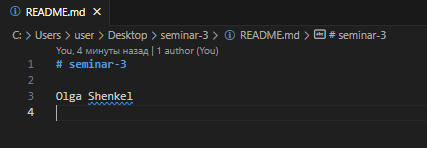 README.md
C: > Users > user > Desktop > seminar-3 > README.md > # seminar-3
You, 4 минуты назад | 1 author (You)
1 # seminar-3
2
3 Olga Shenkel
4